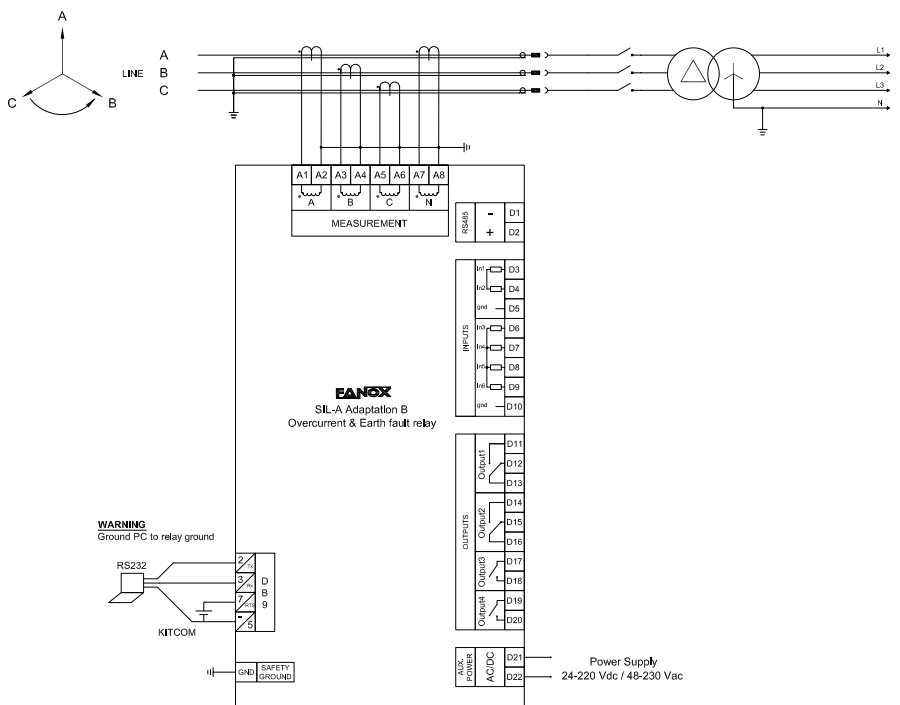 A
C
B
LINE
A
B
C
L1
L2
L3
N
A1 A2 A3 A4 A5 A6 A7 A8
A B C N
MEASUREMENT
RS485
-
+
D1
D2
INPUTS
In1
In2
gnd
In3
In4
In5
In6
gnd
D3
D4
D5
D6
D7
D8
D9
D10
FANOX
SIL-A Adaptation B
Overcurrent & Earth fault relay
OUTPUTS
Output1
Output2
Output3
Output4
D11
D12
D13
D14
D15
D16
D17
D18
D19
D20
WARNING
Ground PC to relay ground
RS232
KITCOM
2 Tx
3 Rx
7 RTS
- 5
DB9
GND
SAFETY
GROUND
AUX.
POWER
AC/DC
D21
D22
Power Supply
24-220 Vdc / 48-230 Vac